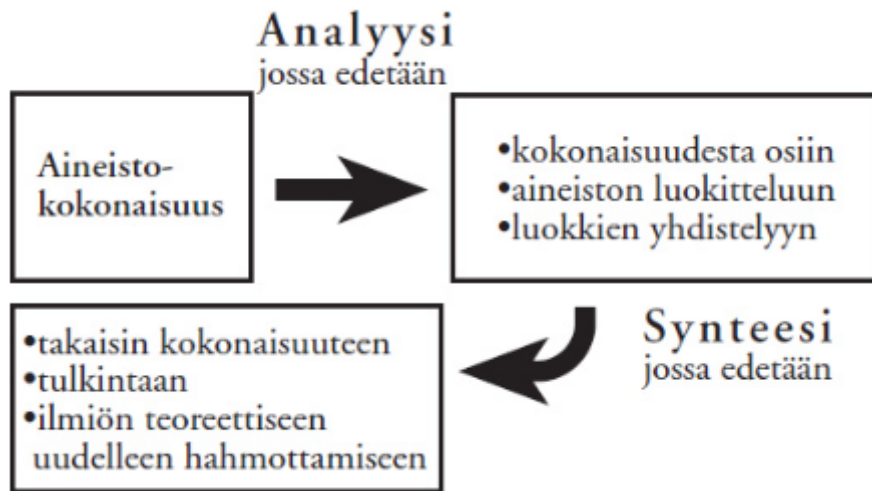 Analyysi
jossa edetään
Aineisto-
kokonaisuus
•kokonaisuudesta osiin
•aineiston luokitteluun
•luokkien yhdistelyyn
Synteesi
jossa edetään
•takaisin kokonaisuuteen
•tulkintaan
•ilmiön teoreettiseen
uudelleen hahmottamiseen